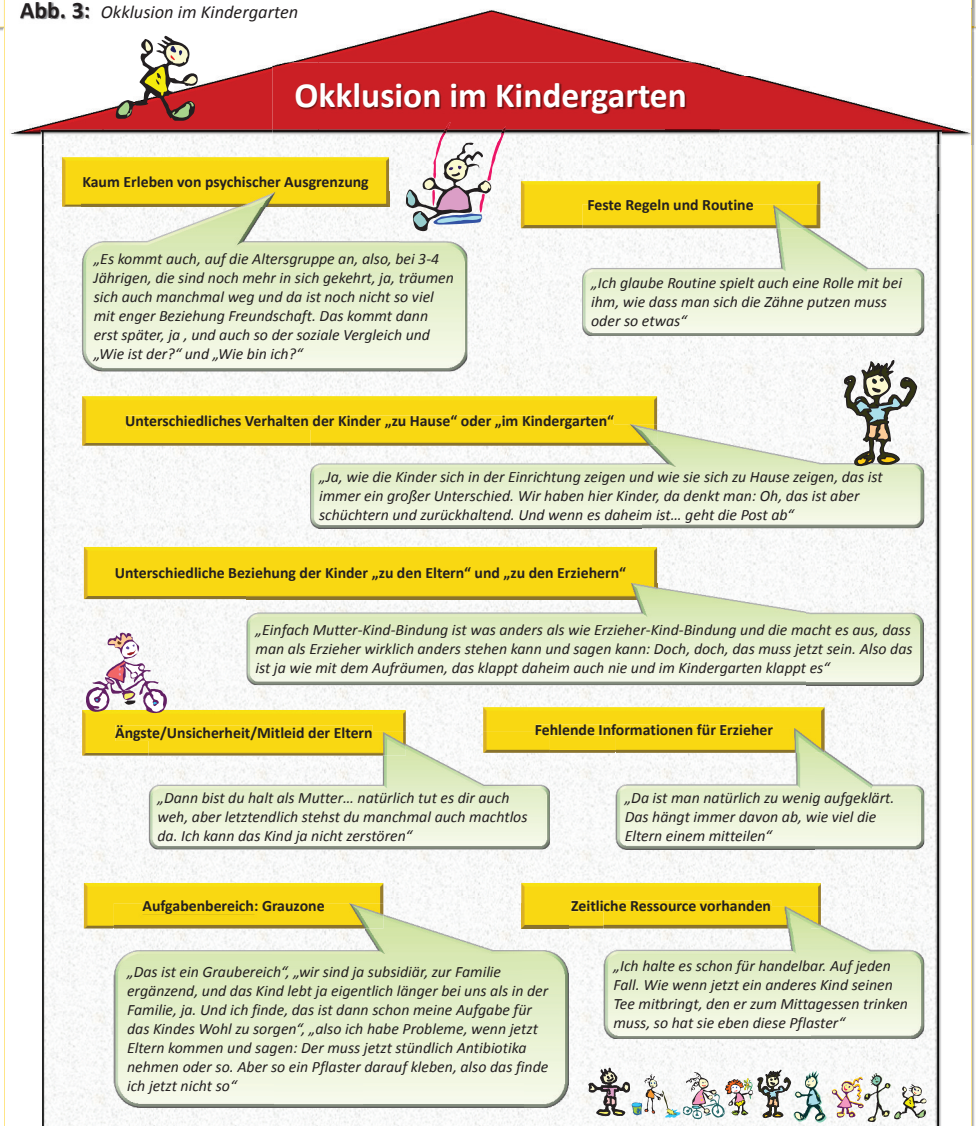 Abb. 3: Okklusion im Kindergarten
Okklusion im Kindergarten
Kaum Erleben von psychischer Ausgrenzung
„Es kommt auch, auf die Altersgruppe an, also, bei 3-4
Jährigen, die sind noch mehr in sich gekehrt, ja, träumen
sich auch manchmal weg und da ist noch nicht so viel
mit enger Beziehung Freundschaft. Das kommt dann
erst später, ja , und auch so der soziale Vergleich und
„Wie ist der?“ und „Wie bin ich?“
Feste Regeln und Routine
„Ich glaube Routine spielt auch eine Rolle mit bei
ihm, wie dass man sich die Zähne putzen muss
oder so etwas“
Unterschiedliches Verhalten der Kinder „zu Hause“ oder „im Kindergarten“
„Ja, wie die Kinder sich in der Einrichtung zeigen und wie sie sich zu Hause zeigen, das ist
immer ein großer Unterschied. Wir haben hier Kinder, da denkt man: Oh, das ist aber
schüchtern und zurückhaltend. Und wenn es daheim ist… geht die Post ab“
Unterschiedliche Beziehung der Kinder „zu den Eltern“ und „zu den Erziehern“
„Einfach Mutter-Kind-Bindung ist was anders als wie Erzieher-Kind-Bindung und die macht es aus, dass
man als Erzieher wirklich anders stehen kann und sagen kann: Doch, doch, das muss jetzt sein. Also das
ist ja wie mit dem Aufräumen, das klappt daheim auch nie und im Kindergarten klappt es“
Ängste/Unsicherheit/Mitleid der Eltern
„Dann bist du halt als Mutter… natürlich tut es dir auch
weh, aber letztendlich stehst du manchmal auch machtlos
da. Ich kann das Kind ja nicht zerstören“
Fehlende Informationen für Erzieher
„Da ist man natürlich zu wenig aufgeklärt.
Das hängt immer davon ab, wie viel die
Eltern einem mitteilen“
Aufgabenbereich: Grauzone
„Das ist ein Graubereich“, „wir sind ja subsidiär, zur Familie
ergänzend, und das Kind lebt ja eigentlich länger bei uns als in der
Familie, ja. Und ich finde, das ist dann schon meine Aufgabe für
das Kindes Wohl zu sorgen“, „also ich habe Probleme, wenn jetzt
Eltern kommen und sagen: Der muss jetzt stündlich Antibiotika
nehmen oder so. Aber so ein Pflaster darauf kleben, also das finde
ich jetzt nicht so“
Zeitliche Ressource vorhanden
„Ich halte es schon für handelbar. Auf jeden
Fall. Wie wenn jetzt ein anderes Kind seinen
Tee mitbringt, den er zum Mittagessen trinken
muss, so hat sie eben diese Pflaster“